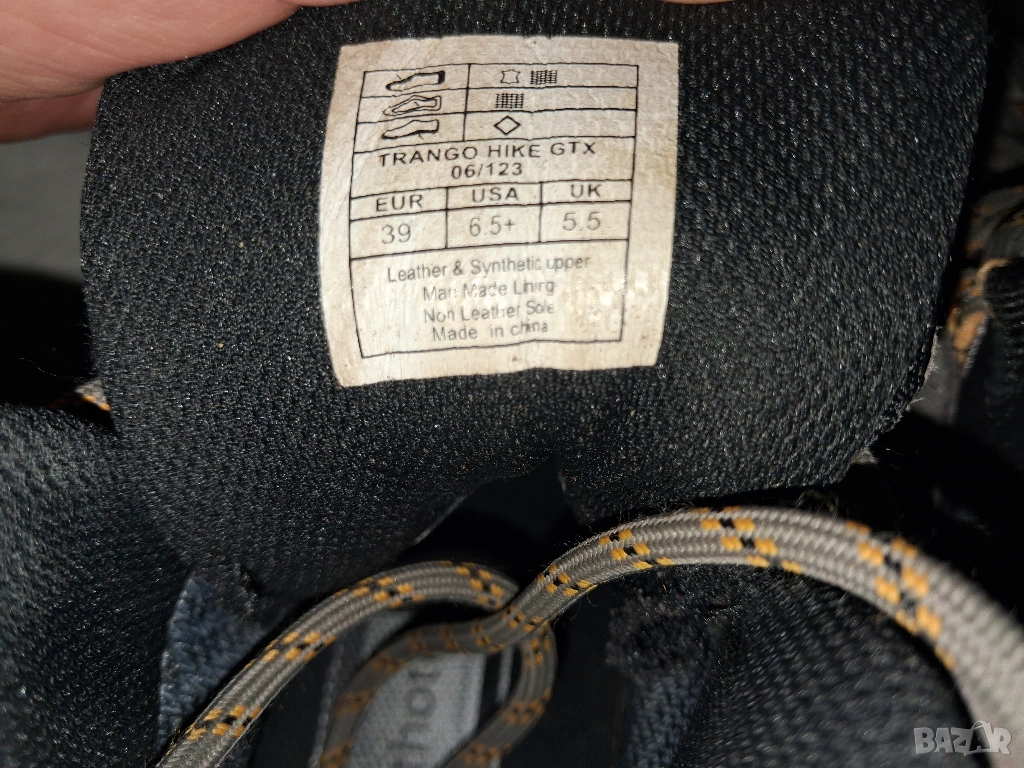 TRANGO HIKE GTX
06/123
EUR USA UK
39 6.5+ 5.5
Leather & Synthetic upper
Man Made Lining
Non Leather Sole
Made in china
BAZAR